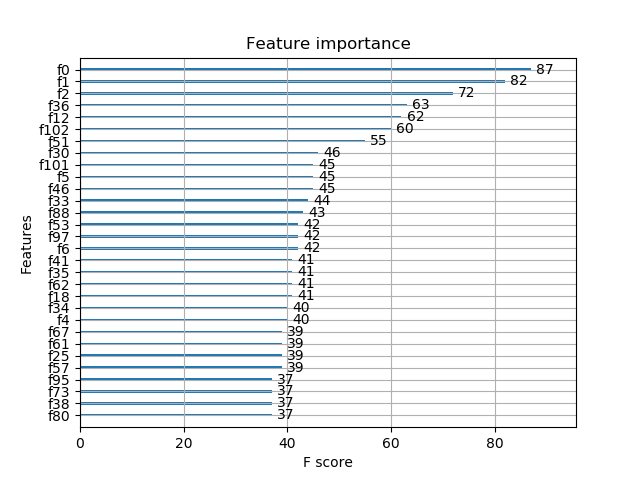 Feature importance
f0 87
f1 82
f2 72
f36 63
f12 62
f102 60
f51 55
f30 46
f101 45
f5 45
f46 45
f33 44
f88 43
f53 42
f97 42
f6 42
f41 41
f35 41
f62 41
f18 41
f34 40
f4 40
f67 39
f61 39
f25 39
f57 39
f95 37
f73 37
f38 37
f80 37
Features
0 20 40 60 80
F score